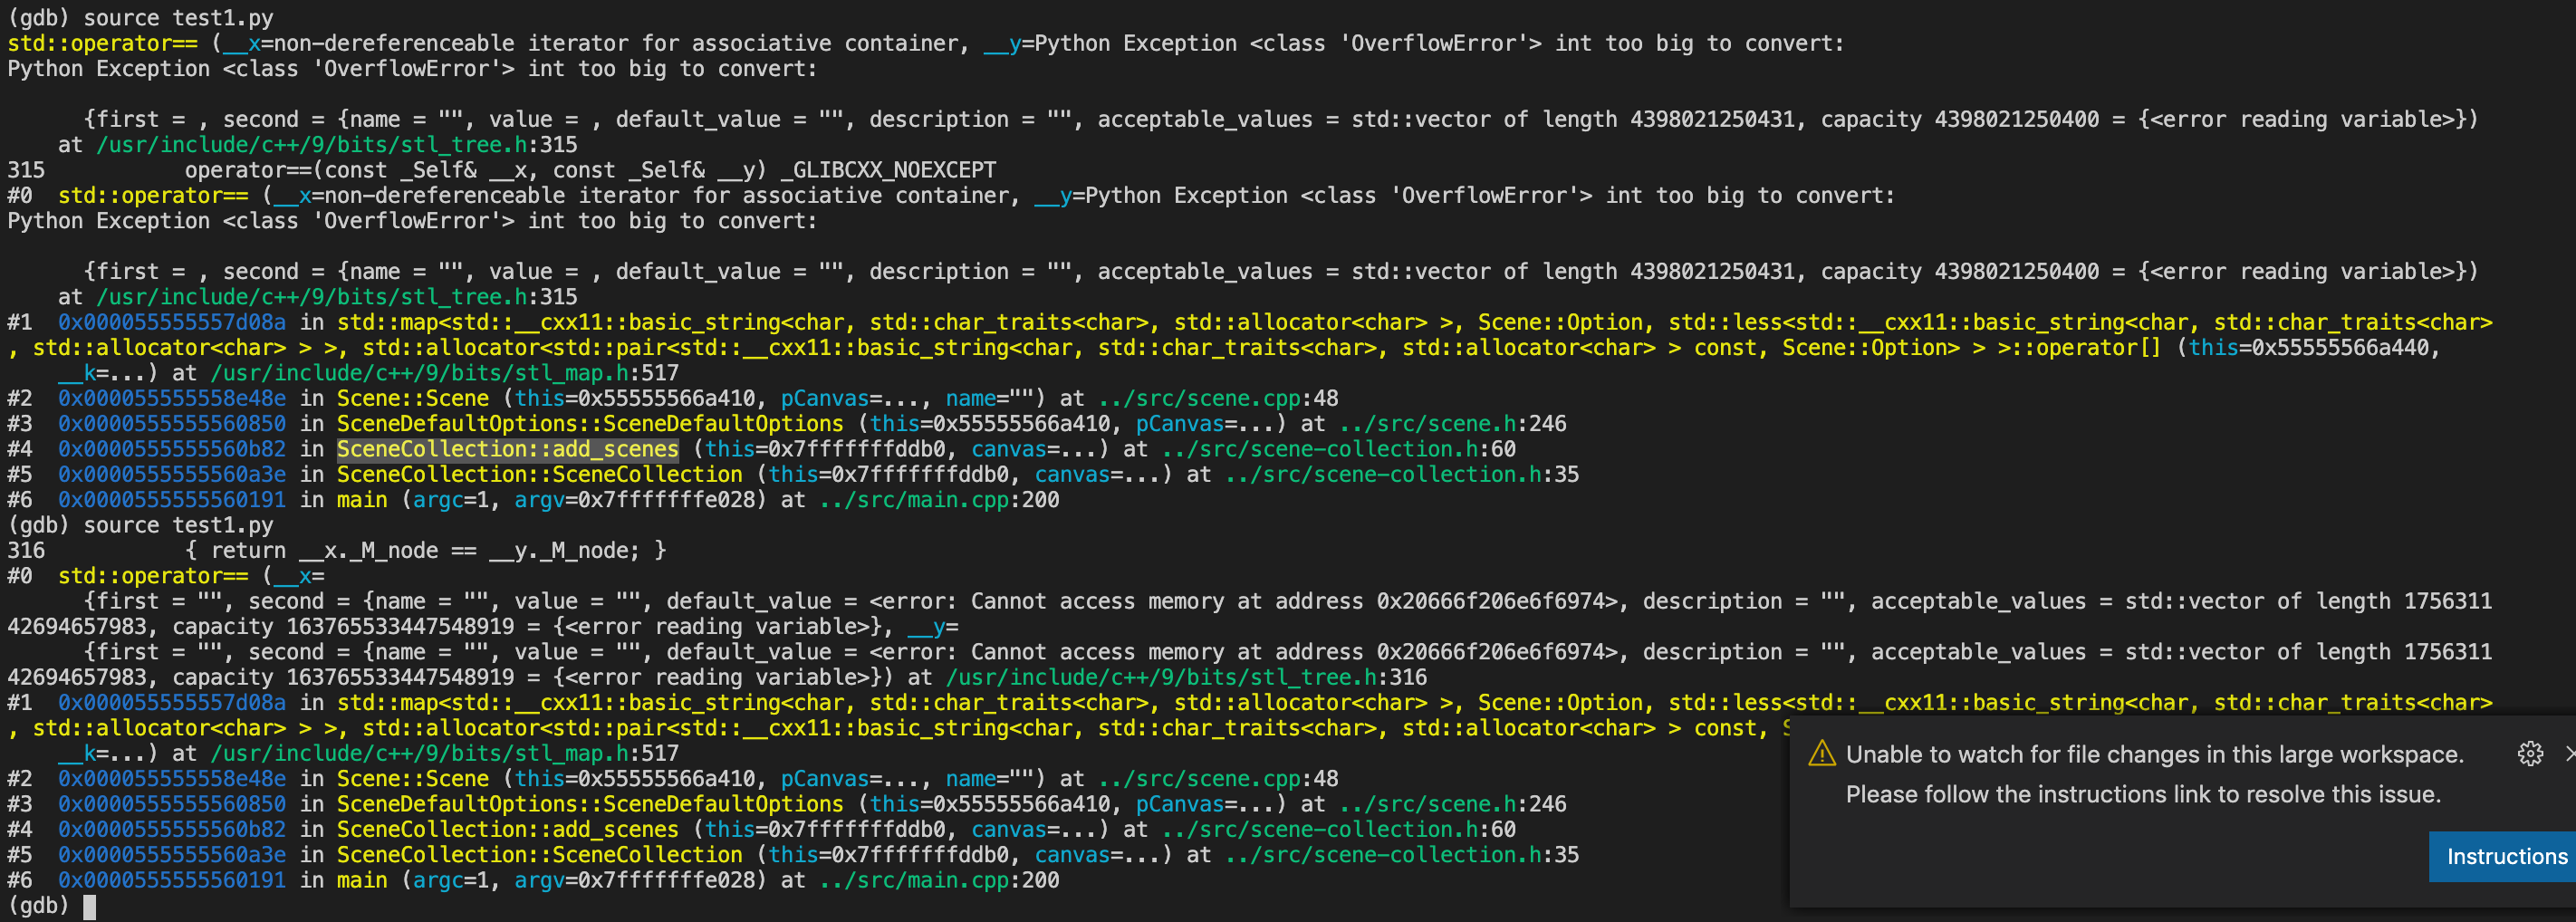 (gdb) source test1.py
std::operator== (__x=non-dereferenceable iterator for associative container, __y=Python Exception <class 'OverflowError'> int too big to convert:
Python Exception <class 'OverflowError'> int too big to convert:
{first = , second = {name = "", value = , default_value = "", description = "", acceptable_values = std::vector of length 4398021250431, capacity 4398021250400 = {<error reading variable>})
at /usr/include/c++/9/bits/stl_tree.h:315
315 operator==(const _Self& __x, const _Self& __y) _GLIBCXX_NOEXCEPT
#0 std::operator== (__x=non-dereferenceable iterator for associative container, __y=Python Exception <class 'OverflowError'> int too big to convert:
Python Exception <class 'OverflowError'> int too big to convert:
{first = , second = {name = "", value = , default_value = "", description = "", acceptable_values = std::vector of length 4398021250431, capacity 4398021250400 = {<error reading variable>})
at /usr/include/c++/9/bits/stl_tree.h:315
#1 0x000055555557d08a in std::map<std::__cxx11::basic_string<char, std::char_traits<char>, std::allocator<char> >, Scene::Option, std::less<std::__cxx11::basic_string<char, std::char_traits<char>
, std::allocator<char> > >, std::allocator<std::pair<std::__cxx11::basic_string<char, std::char_traits<char>, std::allocator<char> > const, Scene::Option> > >::operator[] (this=0x55555566a440,
__k=...) at /usr/include/c++/9/bits/stl_map.h:517
#2 0x000055555558e48e in Scene::Scene (this=0x55555566a410, pCanvas=..., name="") at ../src/scene.cpp:48
#3 0x0000555555560850 in SceneDefaultOptions::SceneDefaultOptions (this=0x55555566a410, pCanvas=...) at ../src/scene.h:246
#4 0x0000555555560b82 in SceneCollection::add_scenes (this=0x7fffffffddb0, canvas=...) at ../src/scene-collection.h:60
#5 0x0000555555560a3e in SceneCollection::SceneCollection (this=0x7fffffffddb0, canvas=...) at ../src/scene-collection.h:35
#6 0x0000555555560191 in main (argc=1, argv=0x7fffffffe028) at ../src/main.cpp:200
(gdb) source test1.py
316 { return __x._M_node == __y._M_node; }
#0 std::operator== (__x=
{first = "", second = {name = "", value = "", default_value = <error: Cannot access memory at address 0x20666f206e6f6974>, description = "", acceptable_values = std::vector of length 1756311
42694657983, capacity 163765533447548919 = {<error reading variable>}, __y=
{first = "", second = {name = "", value = "", default_value = <error: Cannot access memory at address 0x20666f206e6f6974>, description = "", acceptable_values = std::vector of length 1756311
42694657983, capacity 163765533447548919 = {<error reading variable>}) at /usr/include/c++/9/bits/stl_tree.h:316
#1 0x000055555557d08a in std::map<std::__cxx11::basic_string<char, std::char_traits<char>, std::allocator<char> >, Scene::Option, std::less<std::__cxx11::basic_string<char, std::char_traits<char>
, std::allocator<char> > >, std::allocator<std::pair<std::__cxx11::basic_string<char, std::char_traits<char>, std::allocator<char> > const,
__k=...) at /usr/include/c++/9/bits/stl_map.h:517
#2 0x000055555558e48e in Scene::Scene (this=0x55555566a410, pCanvas=..., name="") at ../src/scene.cpp:48
#3 0x0000555555560850 in SceneDefaultOptions::SceneDefaultOptions (this=0x55555566a410, pCanvas=...) at ../src/scene.h:246
#4 0x0000555555560b82 in SceneCollection::add_scenes (this=0x7fffffffddb0, canvas=...) at ../src/scene-collection.h:60
#5 0x0000555555560a3e in SceneCollection::SceneCollection (this=0x7fffffffddb0, canvas=...) at ../src/scene-collection.h:35
#6 0x0000555555560191 in main (argc=1, argv=0x7fffffffe028) at ../src/main.cpp:200
(gdb)
Unable to watch for file changes in this large workspace.
Please follow the instructions link to resolve this issue.
Instructions